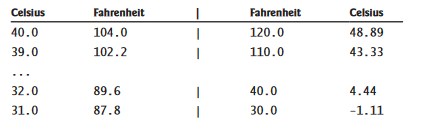 Celsius Fahrenheit | Fahrenheit Celsius
40.0 104.0 | 120.0 48.89
39.0 102.2 | 110.0 43.33
...
32.0 89.6 | 40.0 4.44
31.0 87.8 | 30.0 -1.11